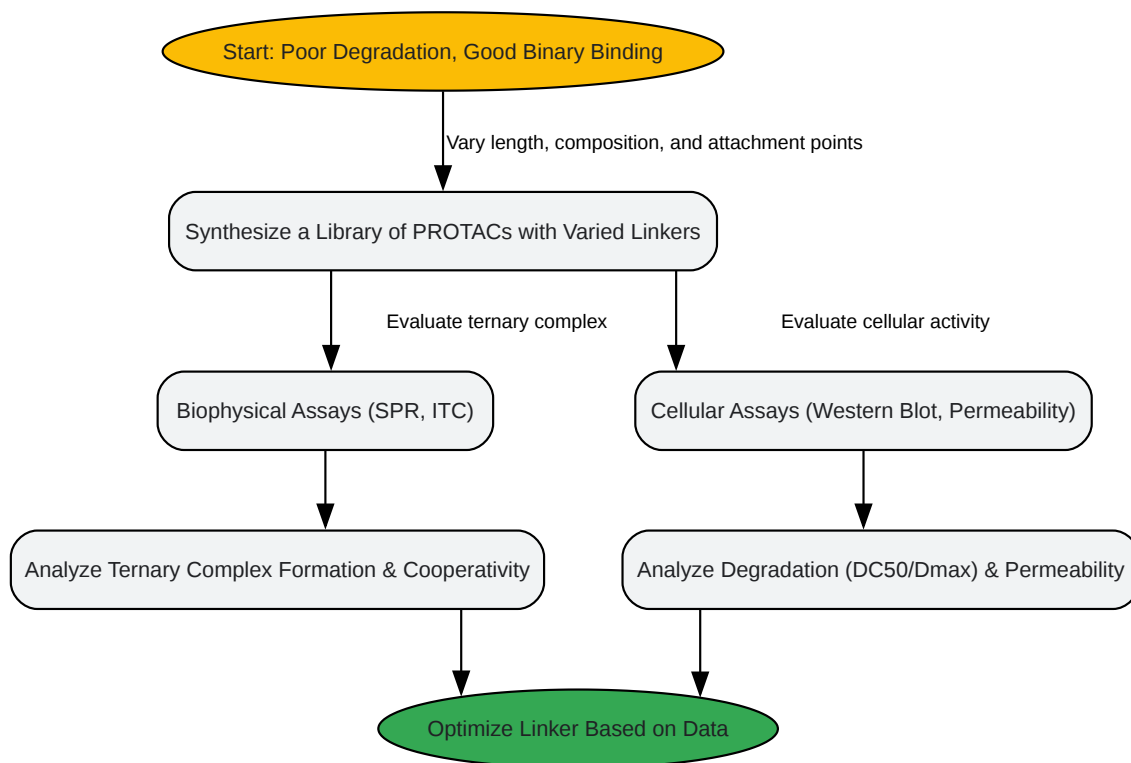 Start: Poor Degradation, Good Binary Binding
Vary length, composition, and attachment points
Synthesize a Library of PROTACs with Varied Linkers
Evaluate ternary complex
Evaluate cellular activity
Biophysical Assays (SPR, ITC)
Cellular Assays (Western Blot, Permeability)
Analyze Ternary Complex Formation & Cooperativity
Analyze Degradation (DC50/Dmax) & Permeability
Optimize Linker Based on Data